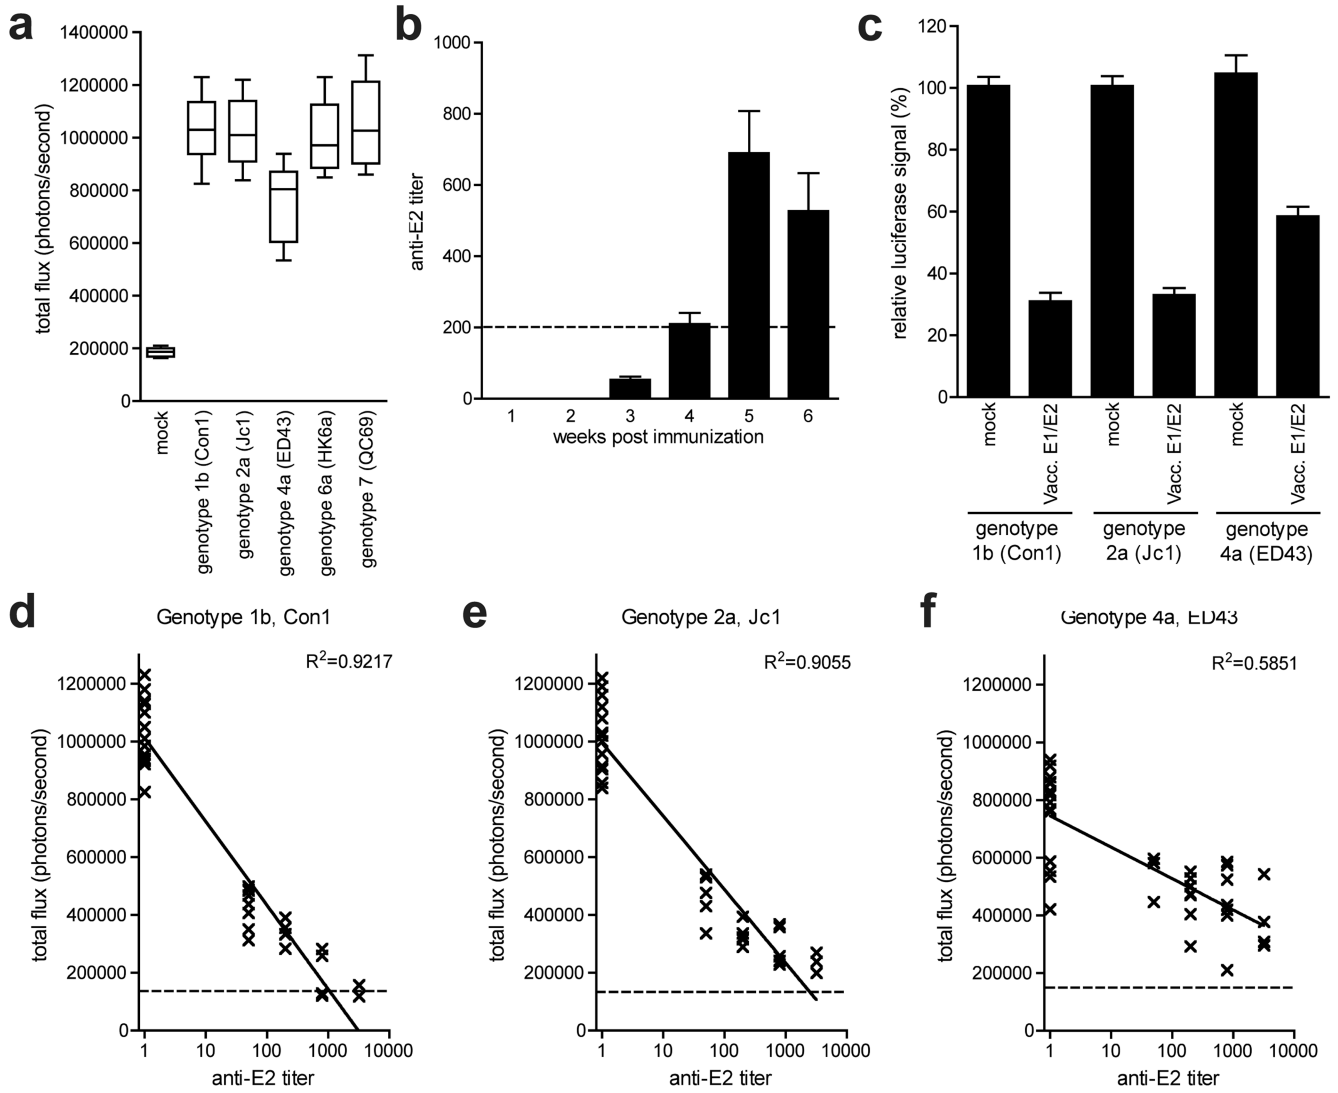 a
1400000
1200000
1000000
800000
600000
400000
200000
0
total flux (photons/second)
mock
genotype 1b (Con1)
genotype 2a (Jc1)
genotype 4a (ED43)
genotype 6a (HK6a)
genotype 7 (QC69)
b
1000
800
600
400
200
0
anti-E2 titer
1 2 3 4 5 6
weeks post immunization
c
120
100
80
60
40
20
0
relative luciferase signal (%)
mock
Vacc. E1/E2
mock
Vacc. E1/E2
mock
Vacc. E1/E2
genotype
1b (Con1)
genotype
2a (Jc1)
genotype
4a (ED43)
d
Genotype 1b, Con1
R²=0.9217
1200000
1000000
800000
600000
400000
200000
0
total flux (photons/second)
1 10 100 1000 10000
anti-E2 titer
e
Genotype 2a, Jc1
R²=0.9055
1200000
1000000
800000
600000
400000
200000
0
total flux (photons/second)
1 10 100 1000 10000
anti-E2 titer
f
Genotype 4a, ED43
R²=0.5851
1200000
1000000
800000
600000
400000
200000
0
total flux (photons/second)
1 10 100 1000 10000
anti-E2 titer